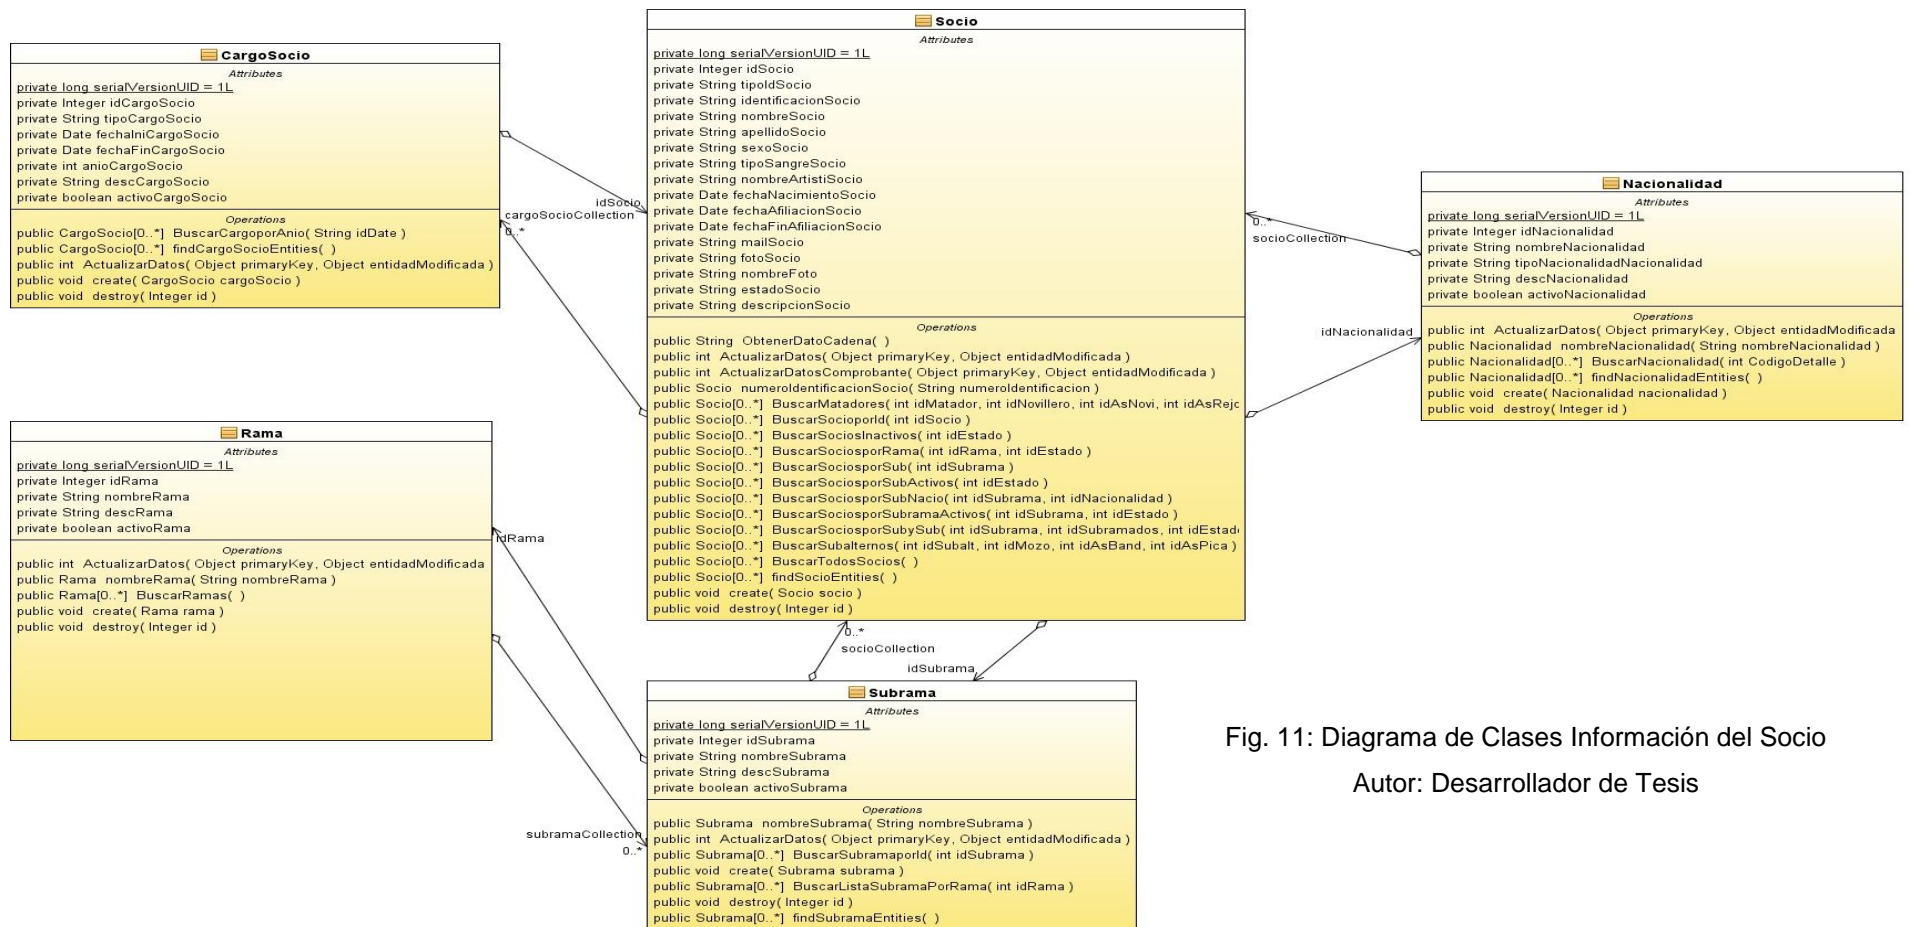 CargoSocio
Attributes
private long serialVersionUID = 1L
private Integer idCargoSocio
private String tipoCargoSocio
private Date fechaIniCargoSocio
private Date fechaFinCargoSocio
private int anioCargoSocio
private String descCargoSocio
private boolean activoCargoSocio
Operations
public CargoSocio[0..*] BuscarCargoporAnio( String idDate )
public CargoSocio[0..*] findCargoSocioEntities( )
public int ActualizarDatos( Object primaryKey, Object entidadModificada )
public void create( CargoSocio cargoSocio )
public void destroy( Integer id )
idSocio
cargoSocioCollection
0..*
Socio
Attributes
private long serialVersionUID = 1L
private Integer idSocio
private String tipoIdSocio
private String identificacionSocio
private String nombreSocio
private String apellidoSocio
private String sexoSocio
private String tipoSangreSocio
private String nombreArtistiSocio
private Date fechaNacimientoSocio
private Date fechaAfiliacionSocio
private Date fechaFinAfiliacionSocio
private String mailSocio
private String fotoSocio
private String nombreFoto
private String estadoSocio
private String descripcionSocio
Operations
public String ObtenerDatoCadena( )
public int ActualizarDatos( Object primaryKey, Object entidadModificada )
public int ActualizarDatosComprobante( Object primaryKey, Object entidadModificada )
public Socio numeroIdentificacionSocio( String numeroIdentificacion )
public Socio[0..*] BuscarMatadores( int idMatador, int idNovillero, int idAsNovi, int idAsRejc
public Socio[0..*] BuscarSocioporId( int idSocio )
public Socio[0..*] BuscarSociosInactivos( int idEstado )
public Socio[0..*] BuscarSociosporRama( int idRama, int idEstado )
public Socio[0..*] BuscarSociosporSub( int idSubrama )
public Socio[0..*] BuscarSociosporSubActivos( int idEstado )
public Socio[0..*] BuscarSociosporSubNacio( int idSubrama, int idNacionalidad )
public Socio[0..*] BuscarSociosporSubramaActivos( int idSubrama, int idEstado )
public Socio[0..*] BuscarSociosporSubySub( int idSubrama, int idSubramados, int idEstad
public Socio[0..*] BuscarSubalternos( int idSubalt, int idMozo, int idAsBand, int idAsPica )
public Socio[0..*] BuscarTodosSocios( )
public Socio[0..*] findSocioEntities( )
public void create( Socio socio )
public void destroy( Integer id )
0..*
socioCollection
idNacionalidad
Nacionalidad
Attributes
private long serialVersionUID = 1L
private Integer idNacionalidad
private String nombreNacionalidad
private String tipoNacionalidadNacionalidad
private String descNacionalidad
private boolean activoNacionalidad
Operations
public int ActualizarDatos( Object primaryKey, Object entidadModificada
public Nacionalidad nombreNacionalidad( String nombreNacionalidad )
public Nacionalidad[0..*] BuscarNacionalidad( int CodigoDetalle )
public Nacionalidad[0..*] findNacionalidadEntities( )
public void create( Nacionalidad nacionalidad )
public void destroy( Integer id )
Rama
Attributes
private long serialVersionUID = 1L
private Integer idRama
private String nombreRama
private String descRama
private boolean activoRama
Operations
public int ActualizarDatos( Object primaryKey, Object entidadModificada
public Rama nombreRama( String nombreRama )
public Rama[0..*] BuscarRamas( )
public void create( Rama rama )
public void destroy( Integer id )
idRama
0..*
socioCollection
idSubrama
subramaCollection
0..*
Subrama
Attributes
private long serialVersionUID = 1L
private Integer idSubrama
private String nombreSubrama
private String descSubrama
private boolean activoSubrama
Operations
public Subrama nombreSubrama( String nombreSubrama )
public int ActualizarDatos( Object primaryKey, Object entidadModificada )
public Subrama[0..*] BuscarSubramaporId( int idSubrama )
public void create( Subrama subrama )
public Subrama[0..*] BuscarListaSubramaPorRama( int idRama )
public void destroy( Integer id )
public Subrama[0..*] findSubramaEntities( )
Fig. 11: Diagrama de Clases Información del Socio
Autor: Desarrollador de Tesis